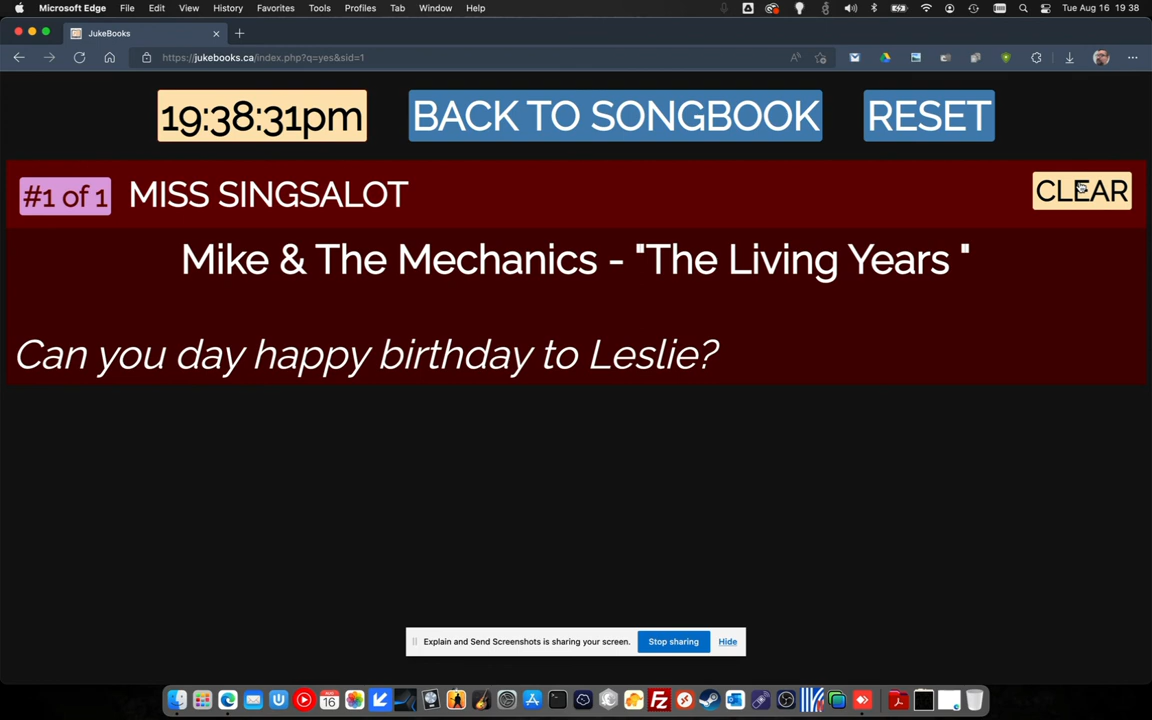 Microsoft Edge File Edit View History Favorites Tools Profiles Tab Window Help Tue Aug 16 19 38
JukeBooks
https://jukebooks.ca/index.php?q=yes&sid=1
19:38:31pm BACK TO SONGBOOK RESET
#1 of 1 MISS SINGSALOT CLEAR
Mike & The Mechanics - "The Living Years "
Can you day happy birthday to Leslie?
Explain and Send Screenshots is sharing your screen. Stop sharing Hide